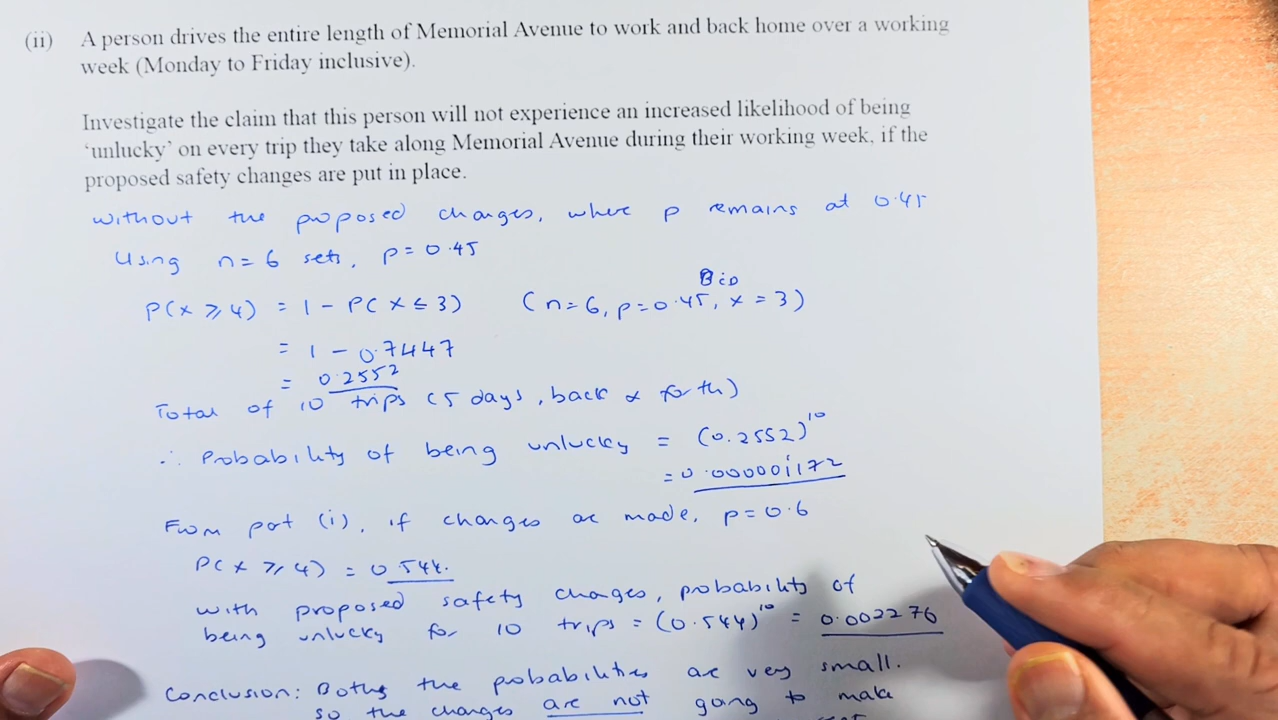 (ii) A person drives the entire length of Memorial Avenue to work and back home over a working
week (Monday to Friday inclusive).
Investigate the claim that this person will not experience an increased likelihood of being
‘unlucky’ on every trip they take along Memorial Avenue during their working week, if the
proposed safety changes are put in place.
without the proposed changes, where p remains at 0.45
Using n=6 sets, p=0.45
Bin
P(x ⩾ 4) = 1 - P(x ≤ 3) (n=6, p=0.45, x=3)
= 1 - 0.7447
= 0.2552
Total of 10 trips (5 days, back & forth)
∴ Probability of being unlucky = (0.2552)¹⁰
= 0.000001172
From part (i), if changes are made, p=0.6
P(x ⩾ 4) = 0.544.
with proposed safety changes, probability of
being unlucky for 10 trips = (0.544)¹⁰ = 0.002276
Conclusion: Boths the probabilities are very small.
so the changes are not going to make